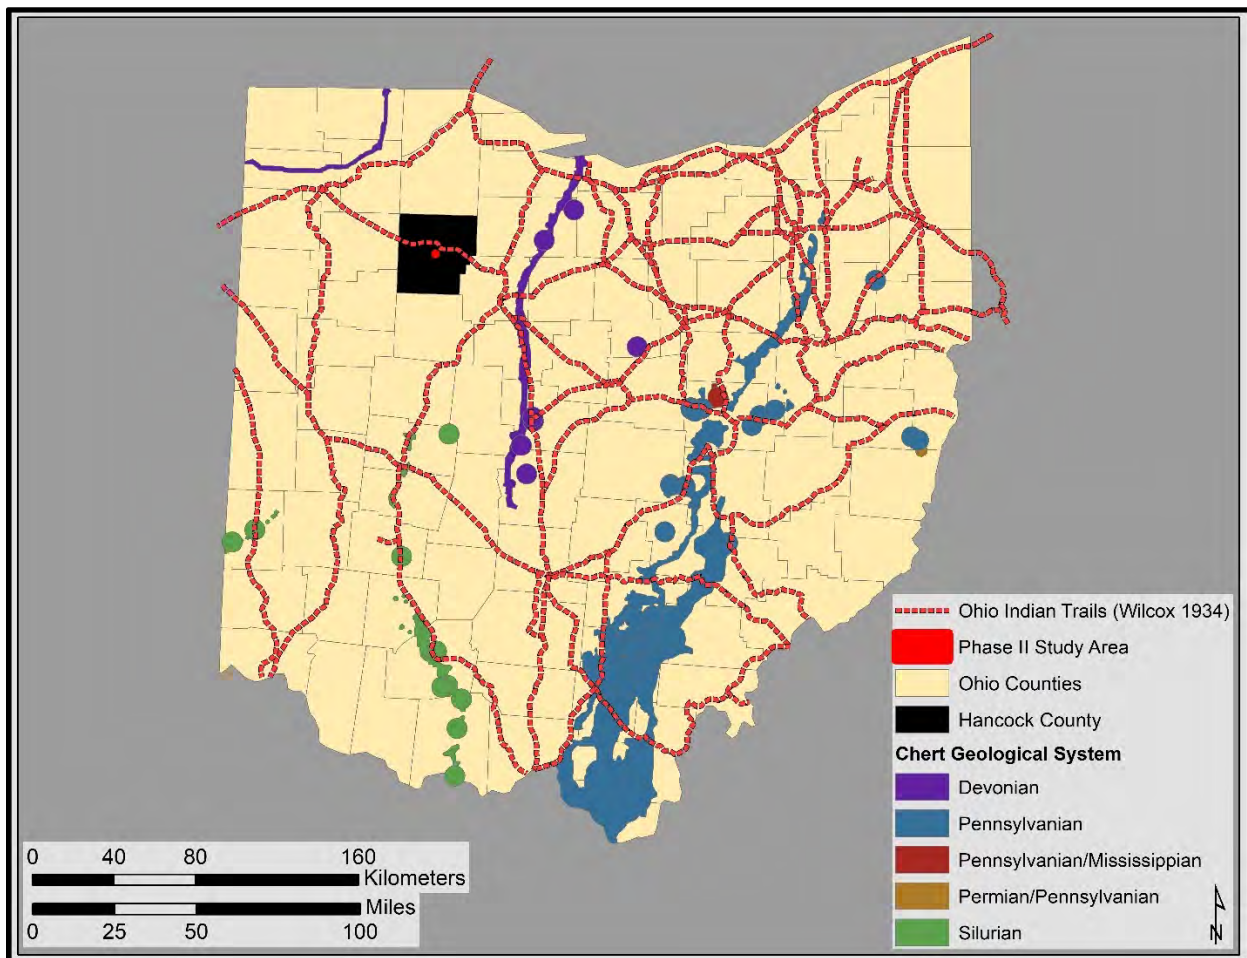 Ohio Indian Trails (Wilcox 1934)
Phase II Study Area
Ohio Counties
Hancock County
Chert Geological System
Devonian
Pennsylvanian
Pennsylvanian/Mississippian
Permian/Pennsylvanian
Silurian
N
0 40 80 160
Kilometers
Miles
0 25 50 100